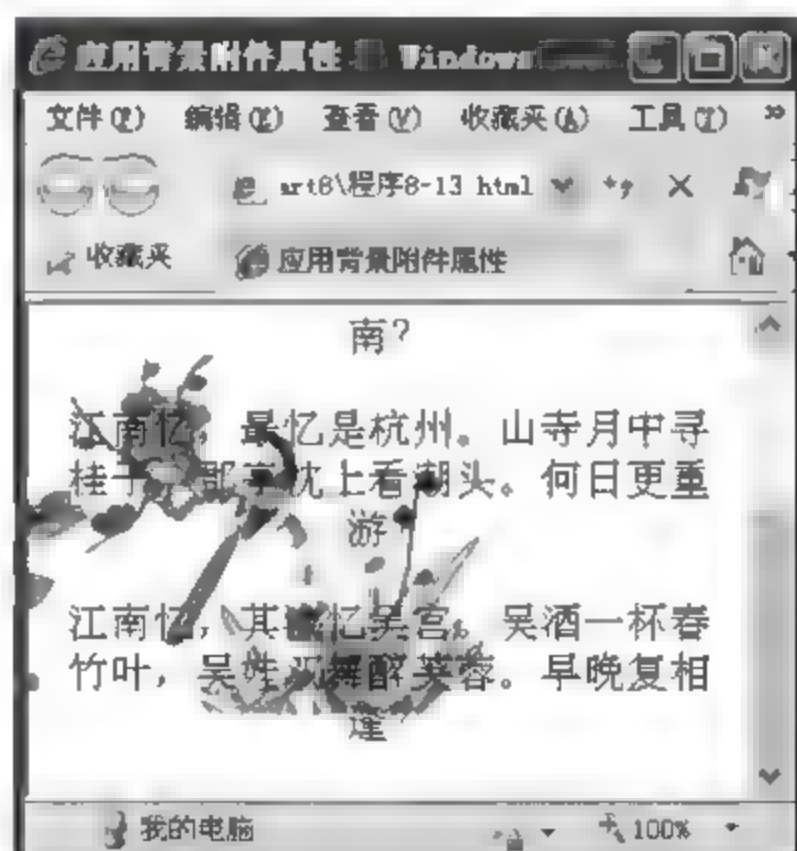 应用背景附件属性 Windows
文件(F) 编辑(E) 查看(V) 收藏夹(A) 工具(T) »
art8\程序8-13 html
收藏夹 应用背景附件属性
南?
江南忆，最忆是杭州。山寺月中寻
桂子，郡亭枕上看潮头。何日更重
游
江南忆，其 忆吴宫。吴酒一杯春
竹叶，吴 舞醉芙蓉。早晚复相
逢
我的电脑 100%